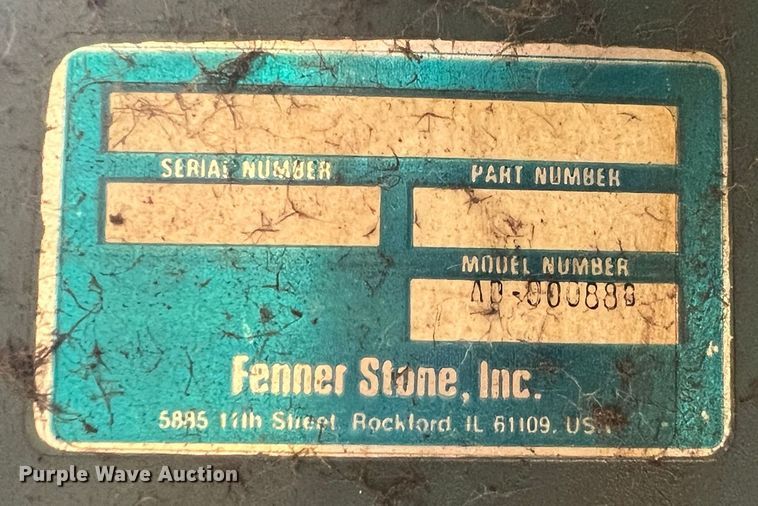 SERIAL NUMBER
PART NUMBER
MODEL NUMBER
Fenner Stone, Inc.
5885 11th Street, Rockford, IL 61109, USA
Purple Wave Auction